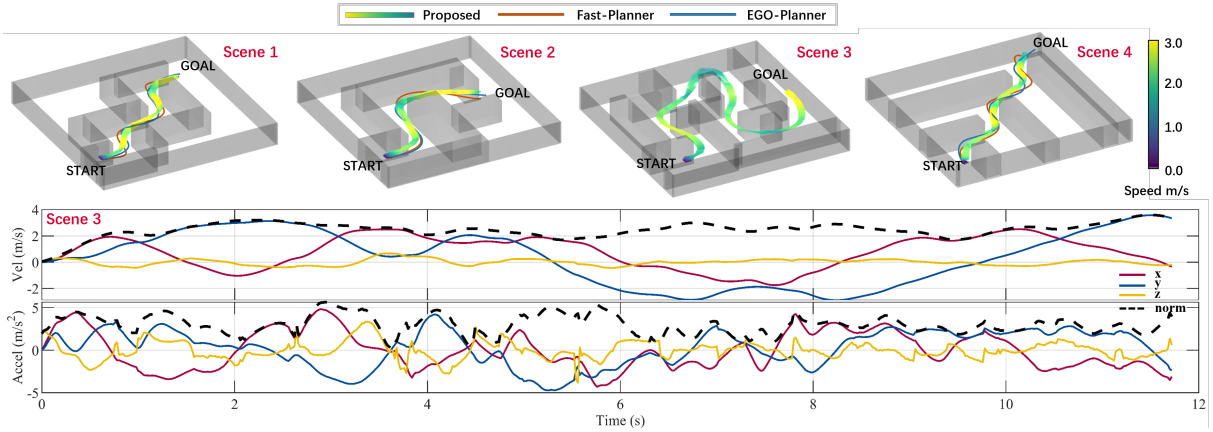 Proposed Fast-Planner EGO-Planner
Scene 1 Scene 2 Scene 3 Scene 4
GOAL GOAL GOAL GOAL
START START START START
3.0
2.0
1.0
0.0
Speed m/s
Scene 3
Vel (m/s)
4
2
0
-2
x
y
z
norm
Accel (m/s²)
5
0
-5
0 2 4 6 8 10 12
Time (s)